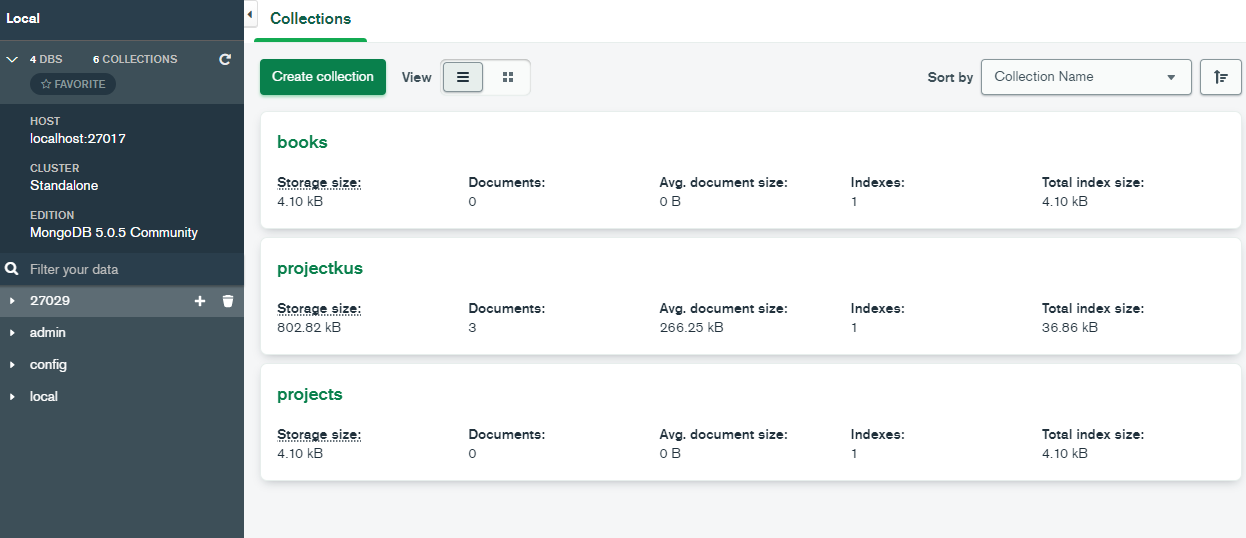 Local
4 DBS 6 COLLECTIONS
FAVORITE
HOST
localhost:27017
CLUSTER
Standalone
EDITION
MongoDB 5.0.5 Community
Filter your data
27029
admin
config
local
Collections
Create collection View Sort by Collection Name
books
Storage size: Documents: Avg. document size: Indexes: Total index size:
4.10 kB 0 0 B 1 4.10 kB
projectkus
Storage size: Documents: Avg. document size: Indexes: Total index size:
802.82 kB 3 266.25 kB 1 36.86 kB
projects
Storage size: Documents: Avg. document size: Indexes: Total index size:
4.10 kB 0 0 B 1 4.10 kB